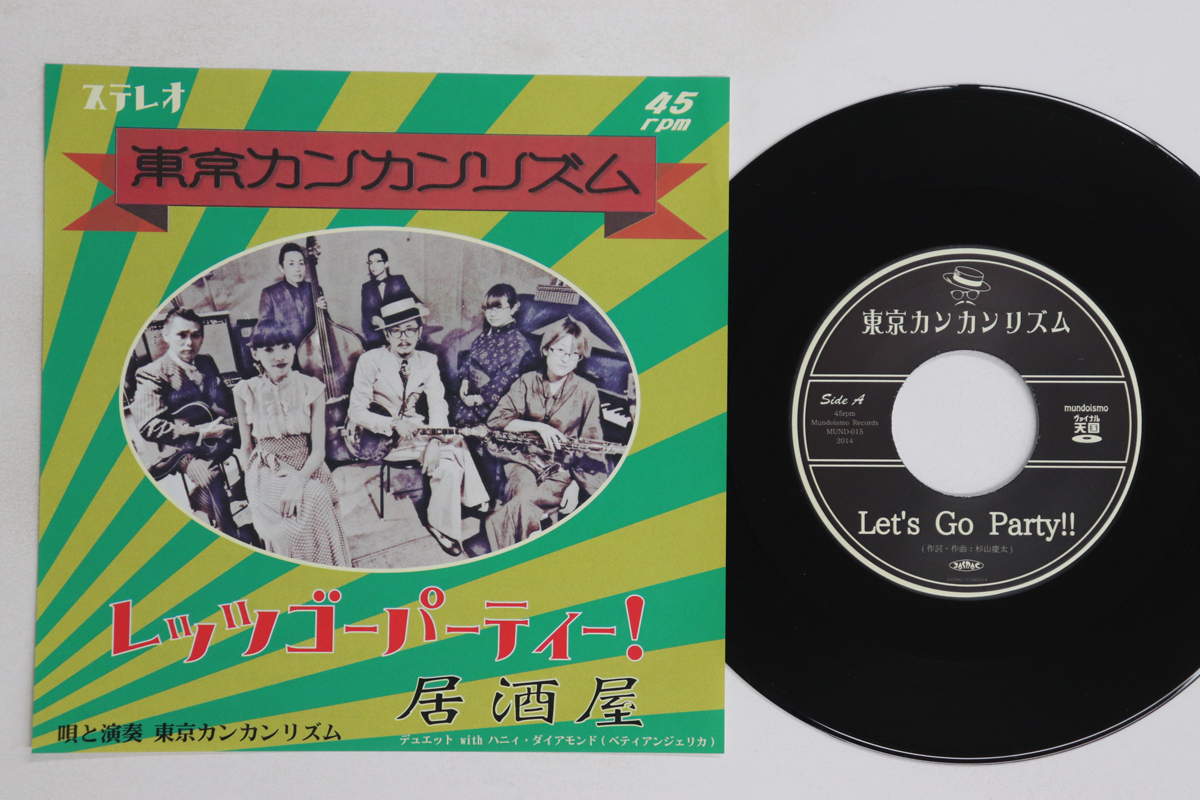 ステレオ
45
rpm
東京カンカンリズム
レッツゴーパーティー!
居酒屋
唄と演奏 東京カンカンリズム
デュエット with ハニィ・ダイアモンド(ベティアンジェリカ)
東京カンカンリズム
Side A
45rpm
Mundoismo Records
MUND-015
2014
mundoismo
ヴァイナル
天国
Let's Go Party!!
(作詞・作曲:杉山慶太)